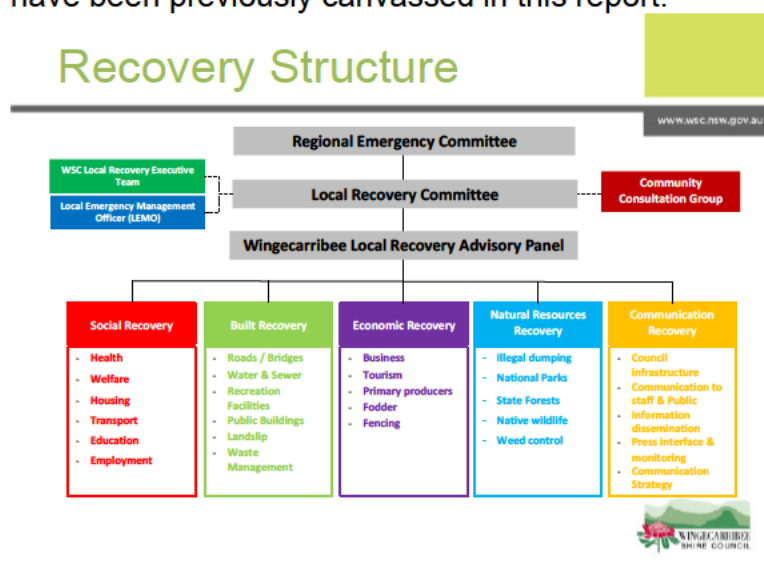 have been previously canvassed in this report.
Recovery Structure
www.wsc.nsw.gov.au
Regional Emergency Committee
WSC Local Recovery Executive
Team
Local Emergency Management
Officer (LEMO)
Local Recovery Committee
Community
Consultation Group
Wingecarribee Local Recovery Advisory Panel
Social Recovery
- Health
- Welfare
- Housing
- Transport
- Education
- Employment
Built Recovery
- Roads / Bridges
- Water & Sewer
- Recreation
Facilities
- Public Buildings
- Landslip
- Waste
Management
Economic Recovery
- Business
- Tourism
- Primary producers
- Fodder
- Fencing
Natural Resources
Recovery
- Illegal dumping
- National Parks
- State Forests
- Native wildlife
- Weed control
Communication
Recovery
- Council
infrastructure
- Communication to
staff & Public
- Information
dissemination
- Press interface &
monitoring
- Communication
Strategy
WINGECARRIBEE
SHIRE COUNCIL